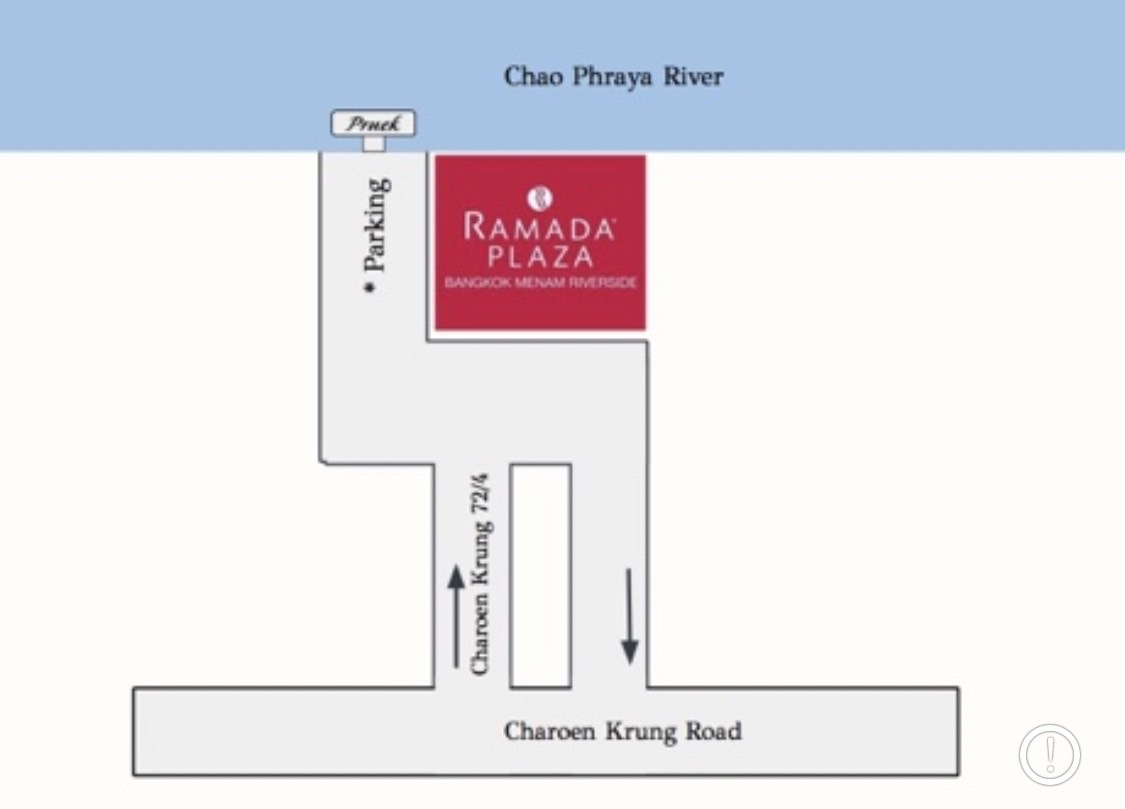 Chao Phraya River
Pruek
* Parking
RAMADA
PLAZA
BANGKOK MENAM RIVERSIDE
Charoen Krung 72/4
Charoen Krung Road